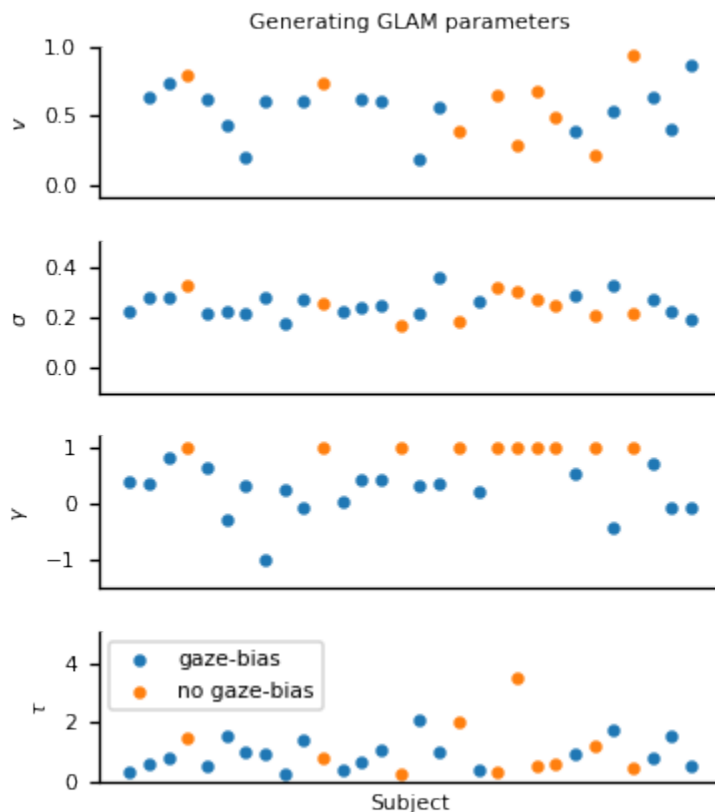 Generating GLAM parameters
1.0
0.5
0.0
v
0.4
0.2
0.0
σ
1
0
−1
γ
4
2
0
τ
gaze-bias
no gaze-bias
Subject